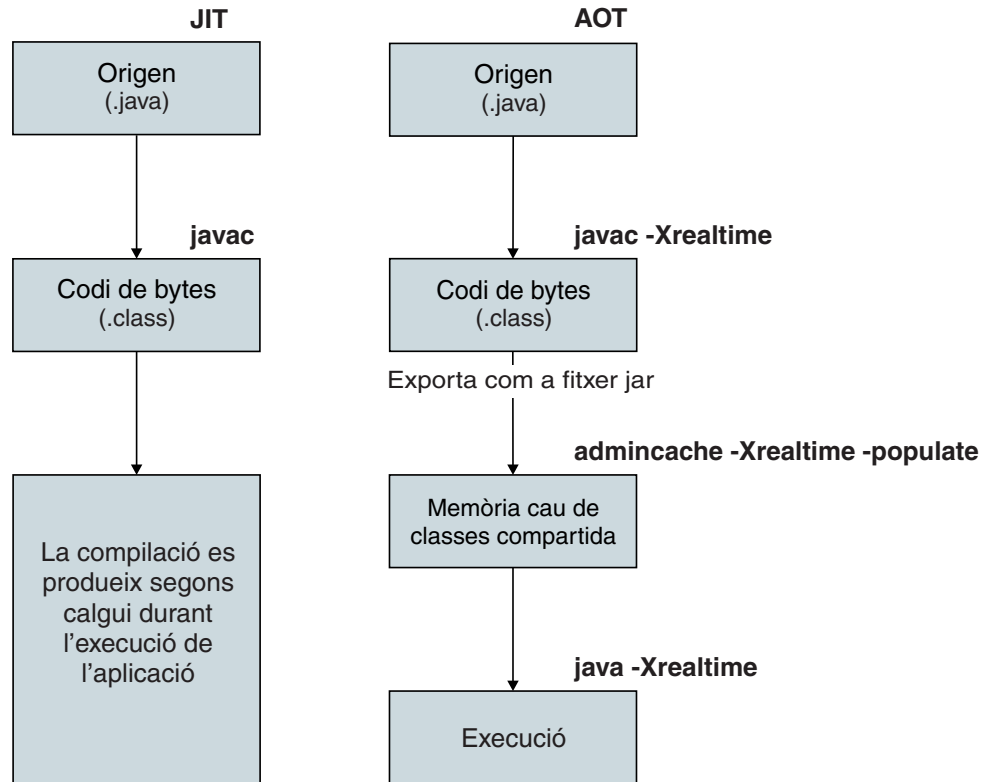 JIT
Origen
(.java)
javac
Codi de bytes
(.class)
La compilació es
produeix segons
calgui durant
l'execució de
l'aplicació
AOT
Origen
(.java)
javac -Xrealtime
Codi de bytes
(.class)
Exporta com a fitxer jar
admincache -Xrealtime -populate
Memòria cau de
classes compartida
java -Xrealtime
Execució